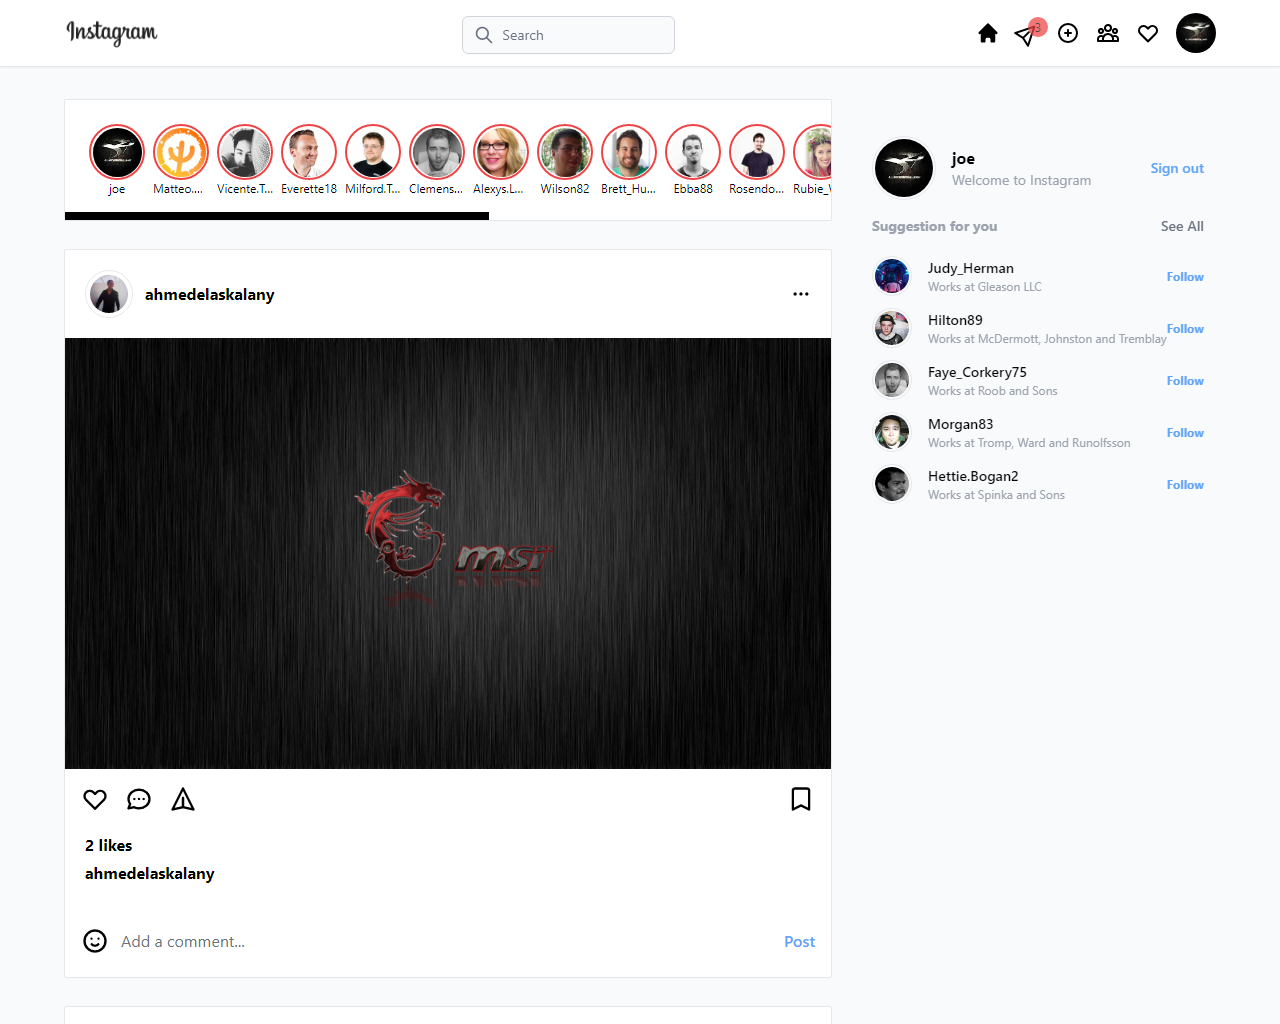 Instagram
Search
3
joe
Matteo....
Vicente.T...
Everette18
Milford.T...
Clemens...
Alexys.L...
Wilson82
Brett_Hu...
Ebba88
Rosendo...
Rubie_W
joe
Welcome to Instagram
Sign out
Suggestion for you
See All
Judy_Herman
Works at Gleason LLC
Follow
Hilton89
Works at McDermott, Johnston and Tremblay
Follow
Faye_Corkery75
Works at Roob and Sons
Follow
Morgan83
Works at Tromp, Ward and Runolfsson
Follow
Hettie.Bogan2
Works at Spinka and Sons
Follow
ahmedelaskalany
msi
2 likes
ahmedelaskalany
Add a comment...
Post